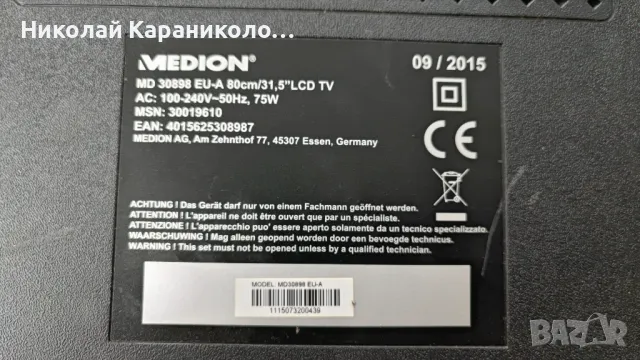 Николай Караниколо...
MEDION®
09 / 2015
MD 30898 EU-A 80cm/31,5"LCD TV
AC: 100-240V~50Hz, 75W
MSN: 30019610
EAN: 4015625308987
MEDION AG, Am Zehnthof 77, 45307 Essen, Germany
CE
ACHTUNG ! Das Gerät darf nur von einem Fachmann geöffnet werden.
ATTENTION ! L'appareil ne doit être ouvert que par un spécialiste.
ATTENZIONE ! L'apparecchio puo' essere aperto solamente da un tecnico specializzato.
WAARSCHUWING ! Mag alleen geopend worden door een bevoegde technicus.
WARNING ! This set must not be opened unless by a qualified technician.
MODEL: MD30898 EU-A
1115073200439
bazar